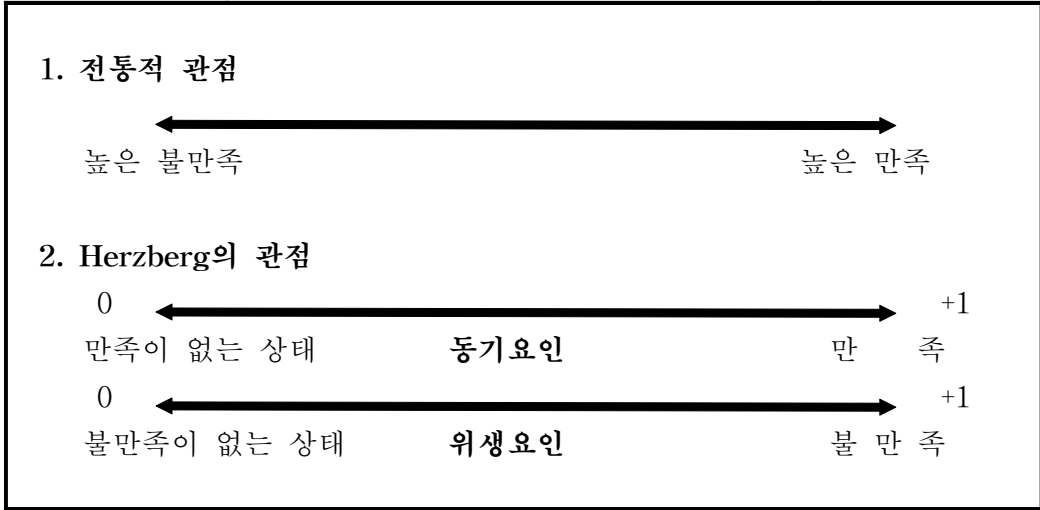 1. 전통적 관점
높은 불만족 높은 만족
2. Herzberg의 관점
0 +1
만족이 없는 상태 동기요인 만 족
0 +1
불만족이 없는 상태 위생요인 불 만 족